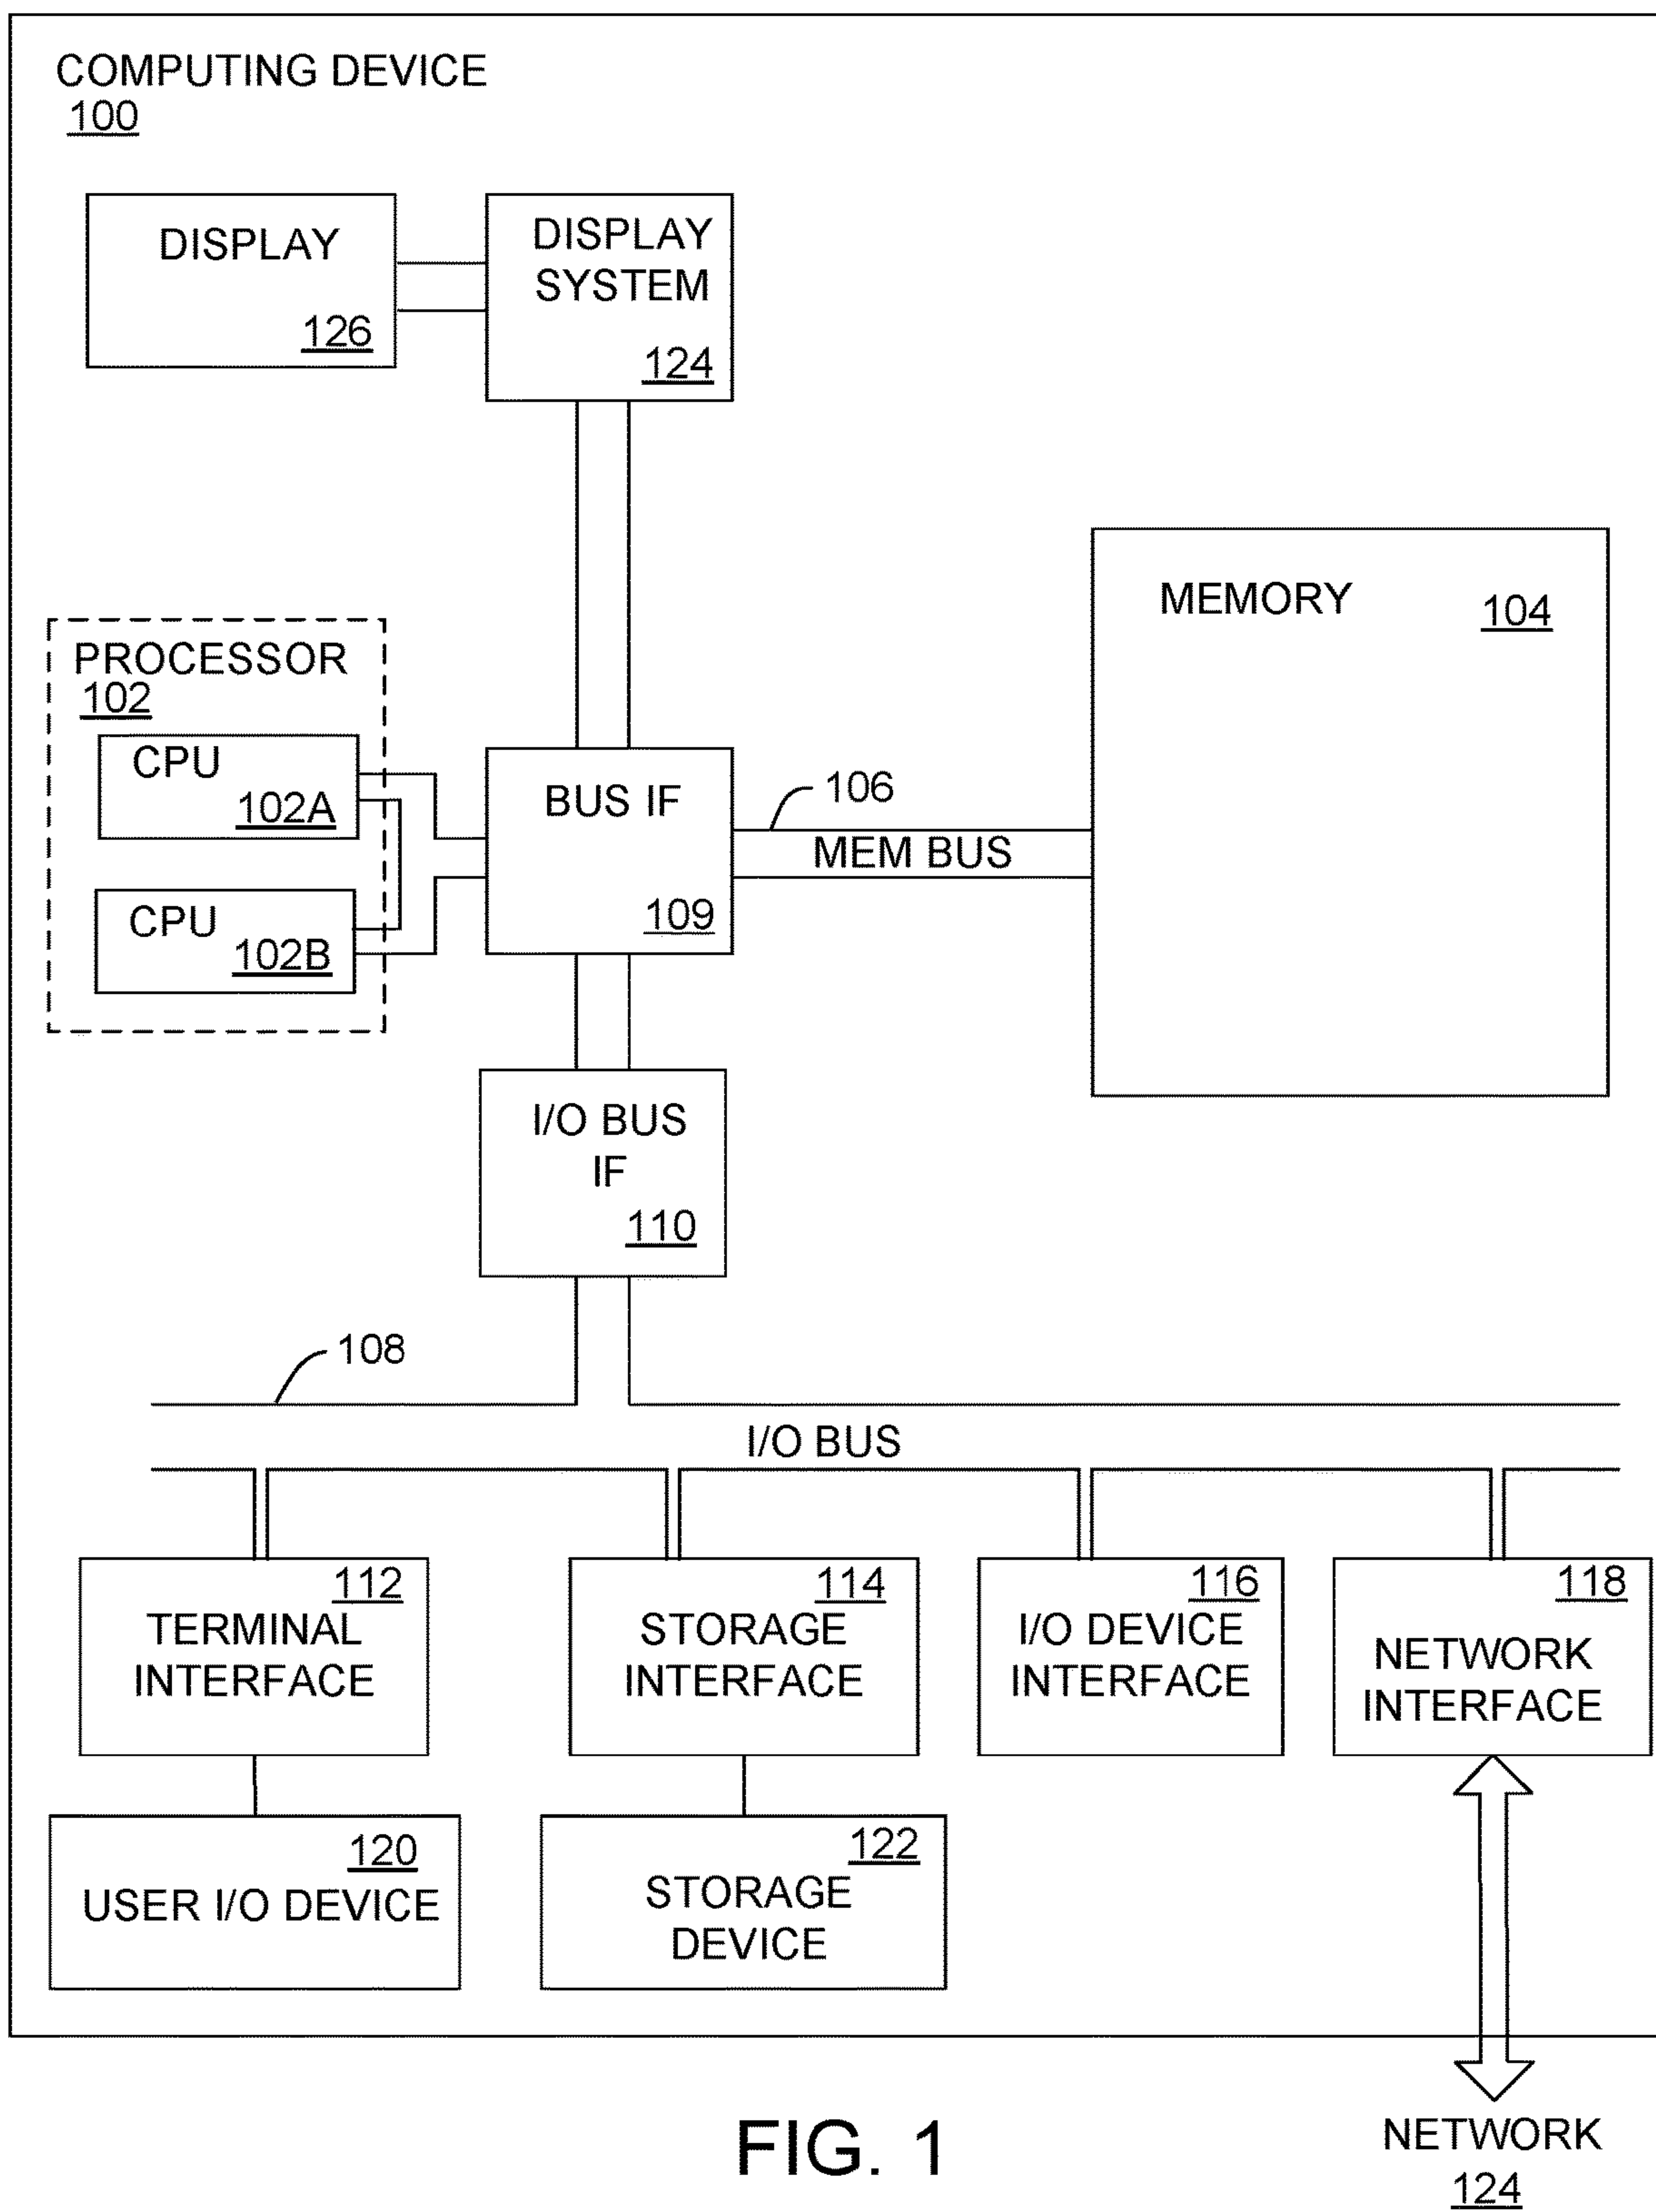 COMPUTING DEVICE
100
DISPLAY
126
DISPLAY
SYSTEM
124
MEMORY
104
PROCESSOR
102
CPU
102A
CPU
102B
BUS IF
109
106
MEM BUS
I/O BUS
IF
110
108
I/O BUS
112
TERMINAL
INTERFACE
114
STORAGE
INTERFACE
116
I/O DEVICE
INTERFACE
118
NETWORK
INTERFACE
120
USER I/O DEVICE
122
STORAGE
DEVICE
NETWORK
124
FIG. 1